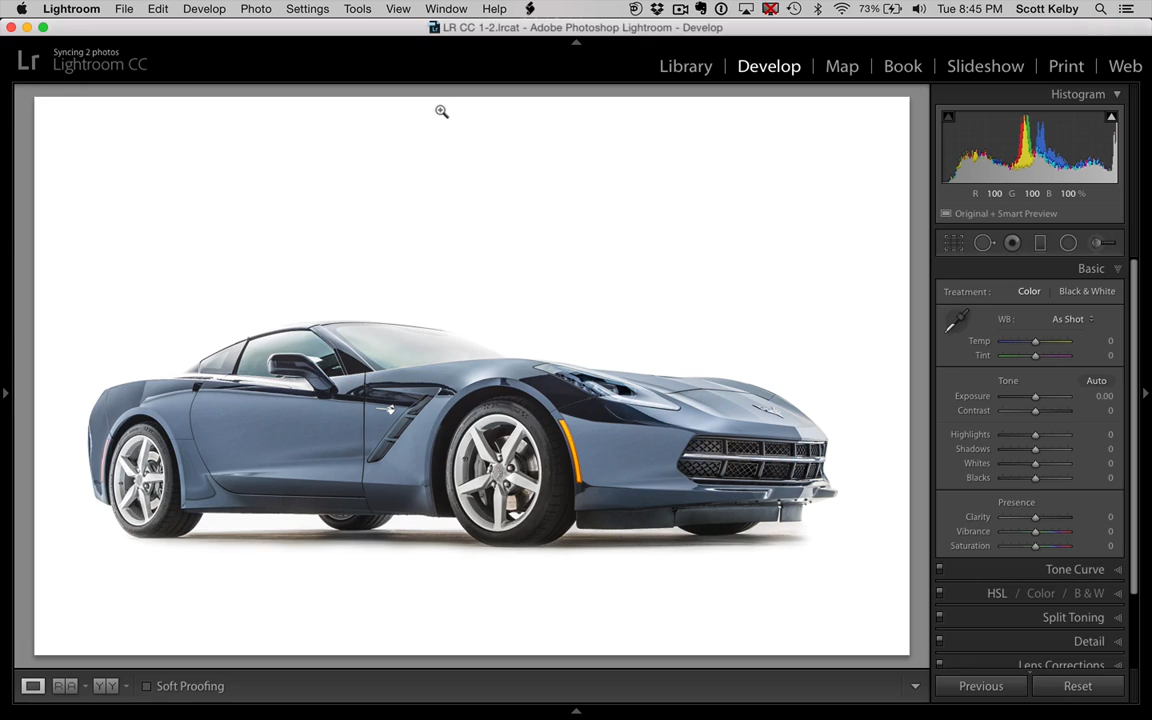 Lightroom File Edit Develop Photo Settings Tools View Window Help 73% Tue 8:45 PM Scott Kelby
LR CC 1-2.lrcat - Adobe Photoshop Lightroom - Develop
Lr Syncing 2 photos
Lightroom CC
Library | Develop | Map | Book | Slideshow | Print | Web
Histogram
R 100 G 100 B 100 %
Original + Smart Preview
Basic
Treatment : Color Black & White
WB : As Shot
Temp 0
Tint 0
Tone Auto
Exposure 0.00
Contrast 0
Highlights 0
Shadows 0
Whites 0
Blacks 0
Presence
Clarity 0
Vibrance 0
Saturation 0
Tone Curve
HSL / Color / B & W
Split Toning
Detail
Lens Corrections
Previous Reset
R A Y Y Soft Proofing